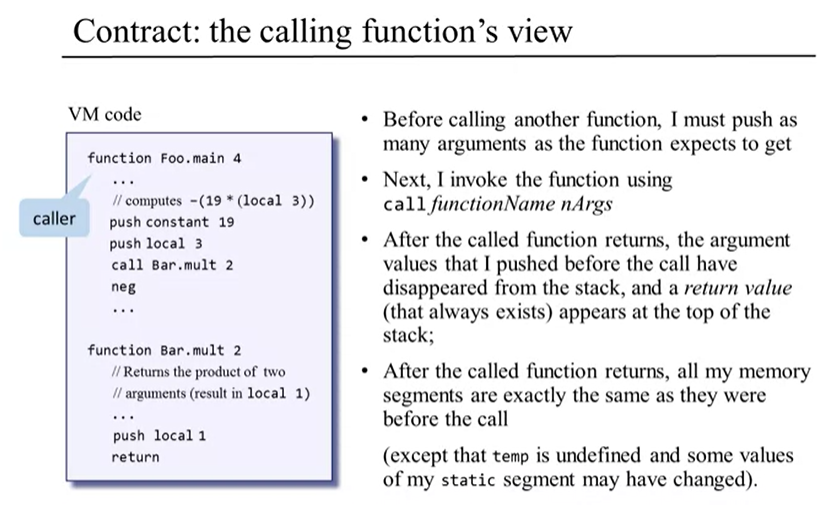 Contract: the calling function's view
VM code
function Foo.main 4
...
// computes -(19 * (local 3))
push constant 19
push local 3
call Bar.mult 2
neg
...
function Bar.mult 2
// Returns the product of two
// arguments (result in local 1)
...
push local 1
return
caller
• Before calling another function, I must push as
many arguments as the function expects to get
• Next, I invoke the function using
call functionName nArgs
• After the called function returns, the argument
values that I pushed before the call have
disappeared from the stack, and a return value
(that always exists) appears at the top of the
stack;
• After the called function returns, all my memory
segments are exactly the same as they were
before the call
(except that temp is undefined and some values
of my static segment may have changed).